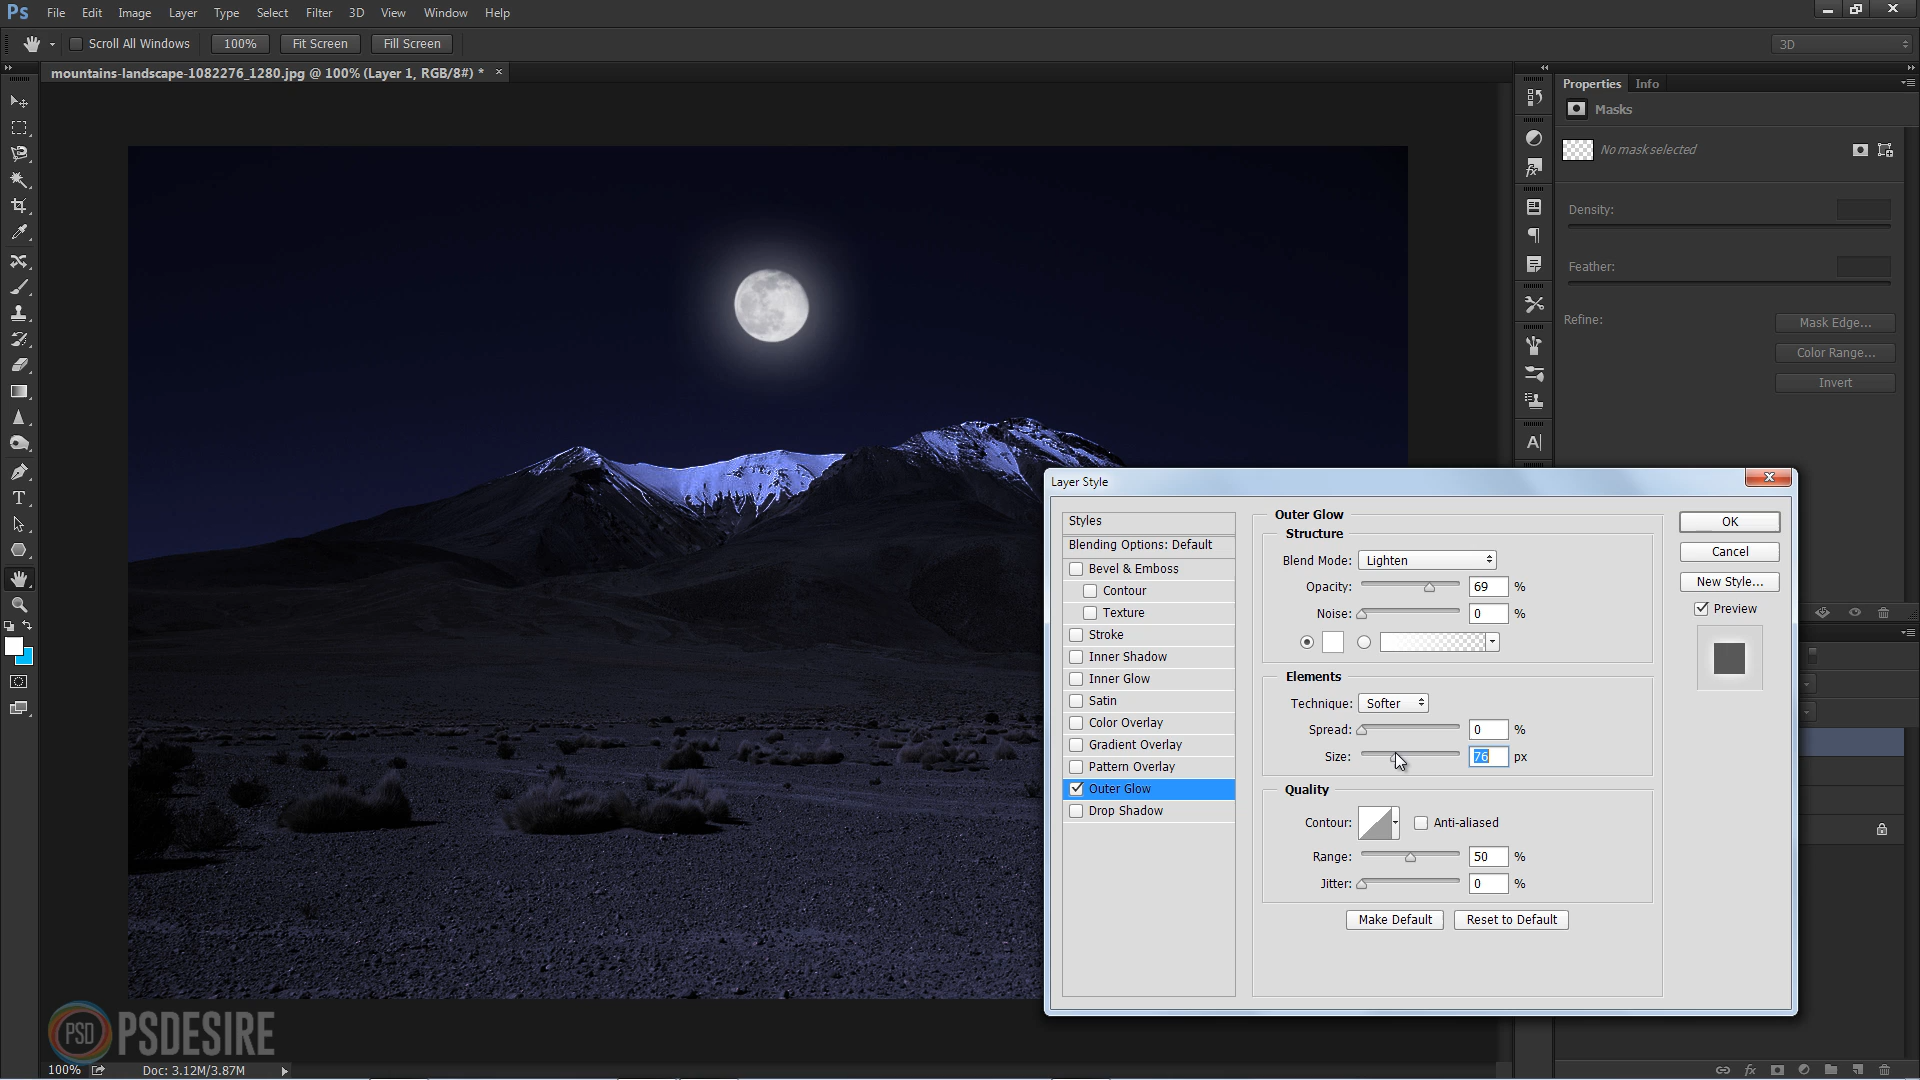 Ps File Edit Image Layer Type Select Filter 3D View Window Help
Scroll All Windows 100% Fit Screen Fill Screen 3D
mountains-landscape-1082276_1280.jpg @ 100% (Layer 1, RGB/8#) * ×
Properties Info
Masks
No mask selected
Density:
Feather:
Refine: Mask Edge...
Color Range...
Invert
Layer Style
Styles
Blending Options: Default
Bevel & Emboss
Contour
Texture
Stroke
Inner Shadow
Inner Glow
Satin
Color Overlay
Gradient Overlay
Pattern Overlay
Outer Glow
Drop Shadow
Outer Glow
Structure
Blend Mode: Lighten
Opacity: 69 %
Noise: 0 %
Elements
Technique: Softer
Spread: 0 %
Size: 76 px
Quality
Contour: Anti-aliased
Range: 50 %
Jitter: 0 %
Make Default Reset to Default
OK
Cancel
New Style...
Preview
PSD PSDESIRE
100% Doc: 3.12M/3.87M